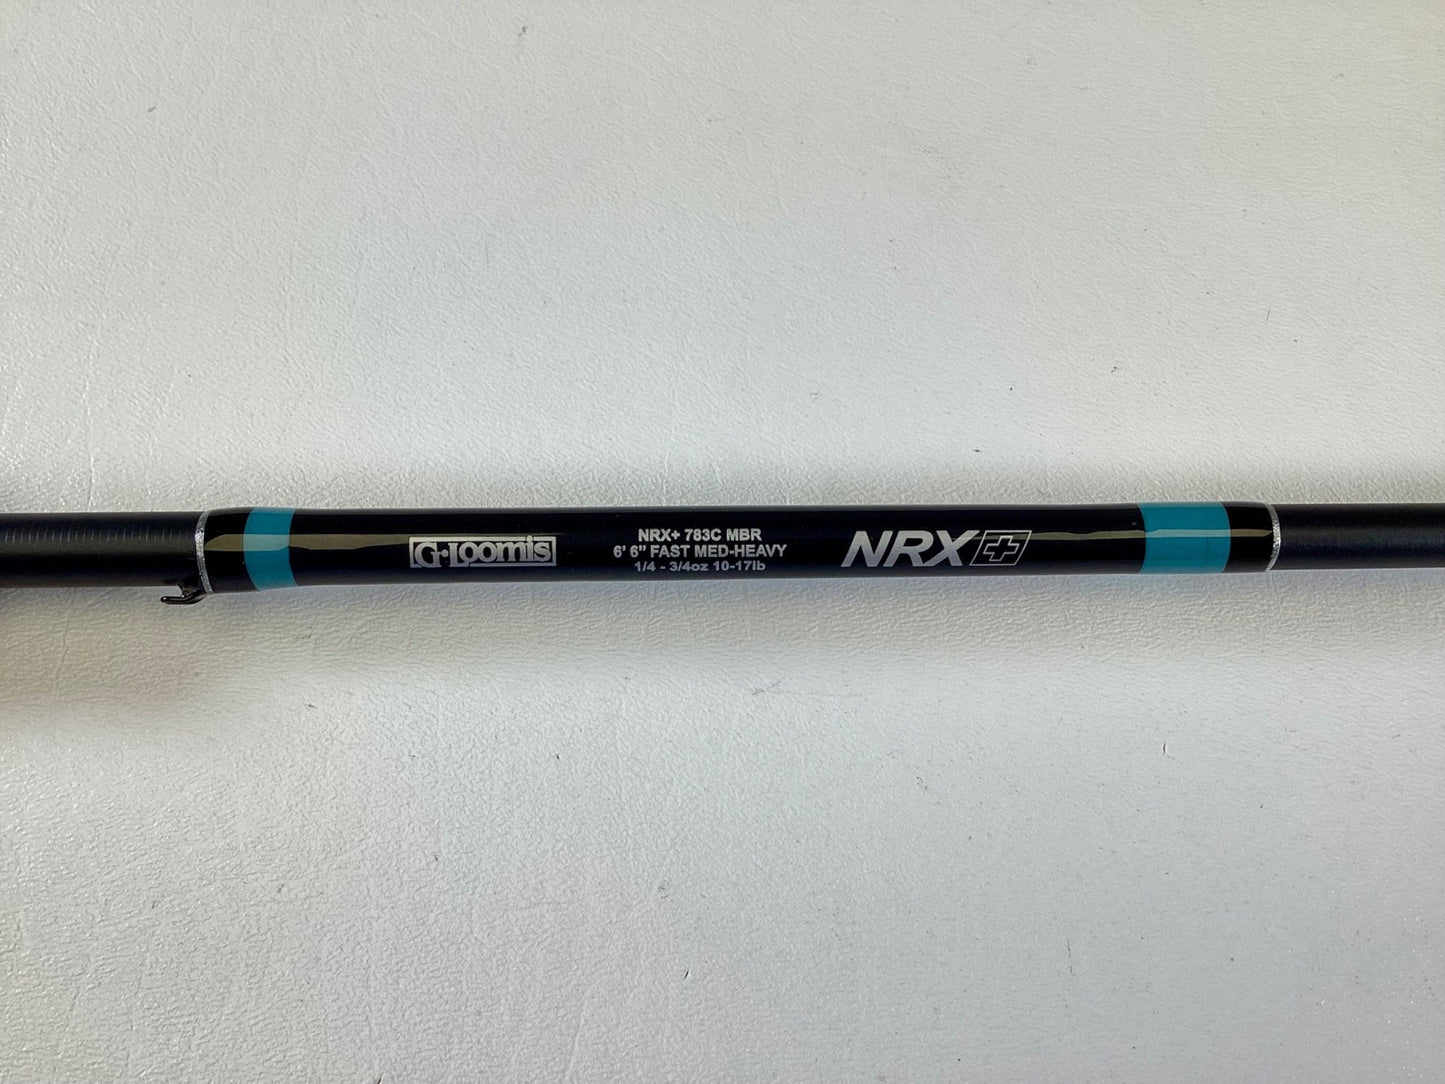 G·Loomis
NRX+ 783C MBR
6' 6" FAST MED-HEAVY
1/4 - 3/4oz 10-17lb
NRX+